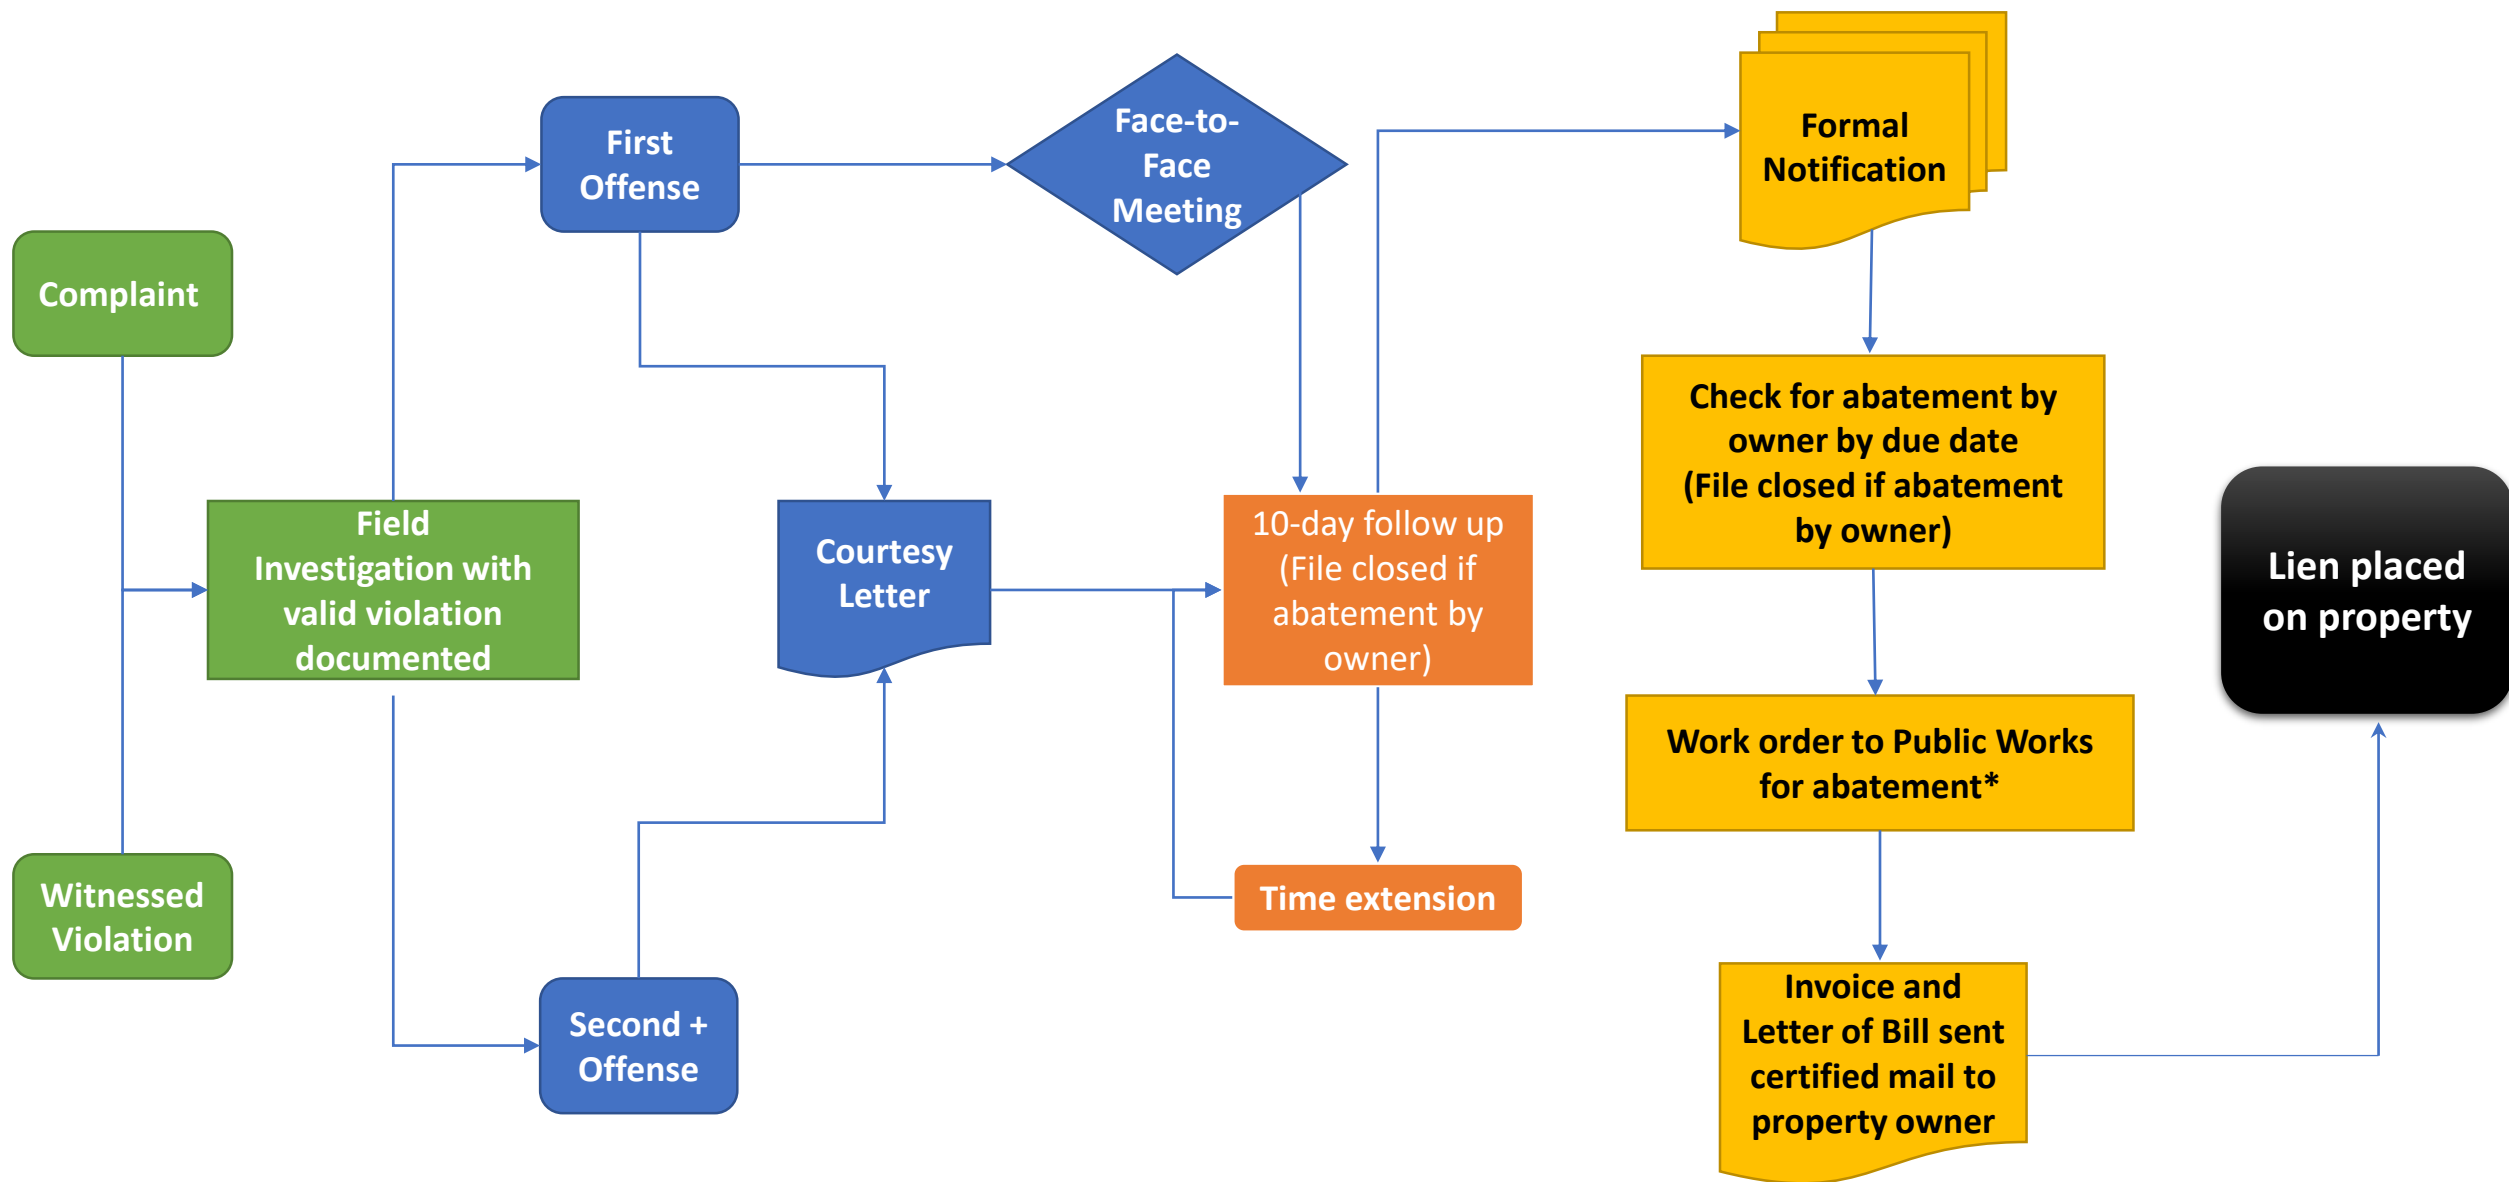 Complaint
Witnessed
Violation
Field
Investigation with
valid violation
documented
First
Offense
Second +
Offense
Face-to-
Face
Meeting
Courtesy
Letter
10-day follow up
(File closed if
abatement by
owner)
Time extension
Formal
Notification
Check for abatement by
owner by due date
(File closed if abatement
by owner)
Work order to Public Works
for abatement*
Invoice and
Letter of Bill sent
certified mail to
property owner
Lien placed
on property